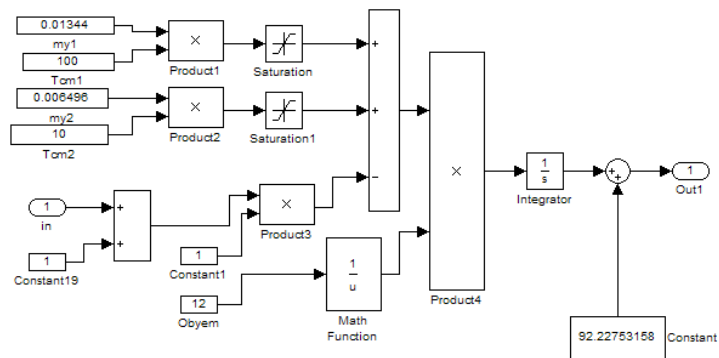 0.01344
my1
100
Tcm1
×
Product1
Saturation
0.006496
my2
10
Tcm2
×
Product2
Saturation1
+
+
−
1
in
1
Constant19
+
+
×
Product3
1
Constant1
12
Obyem
1
u
Math
Function
×
Product4
1
s
Integrator
+
+
1
Out1
92.22753158
Constant